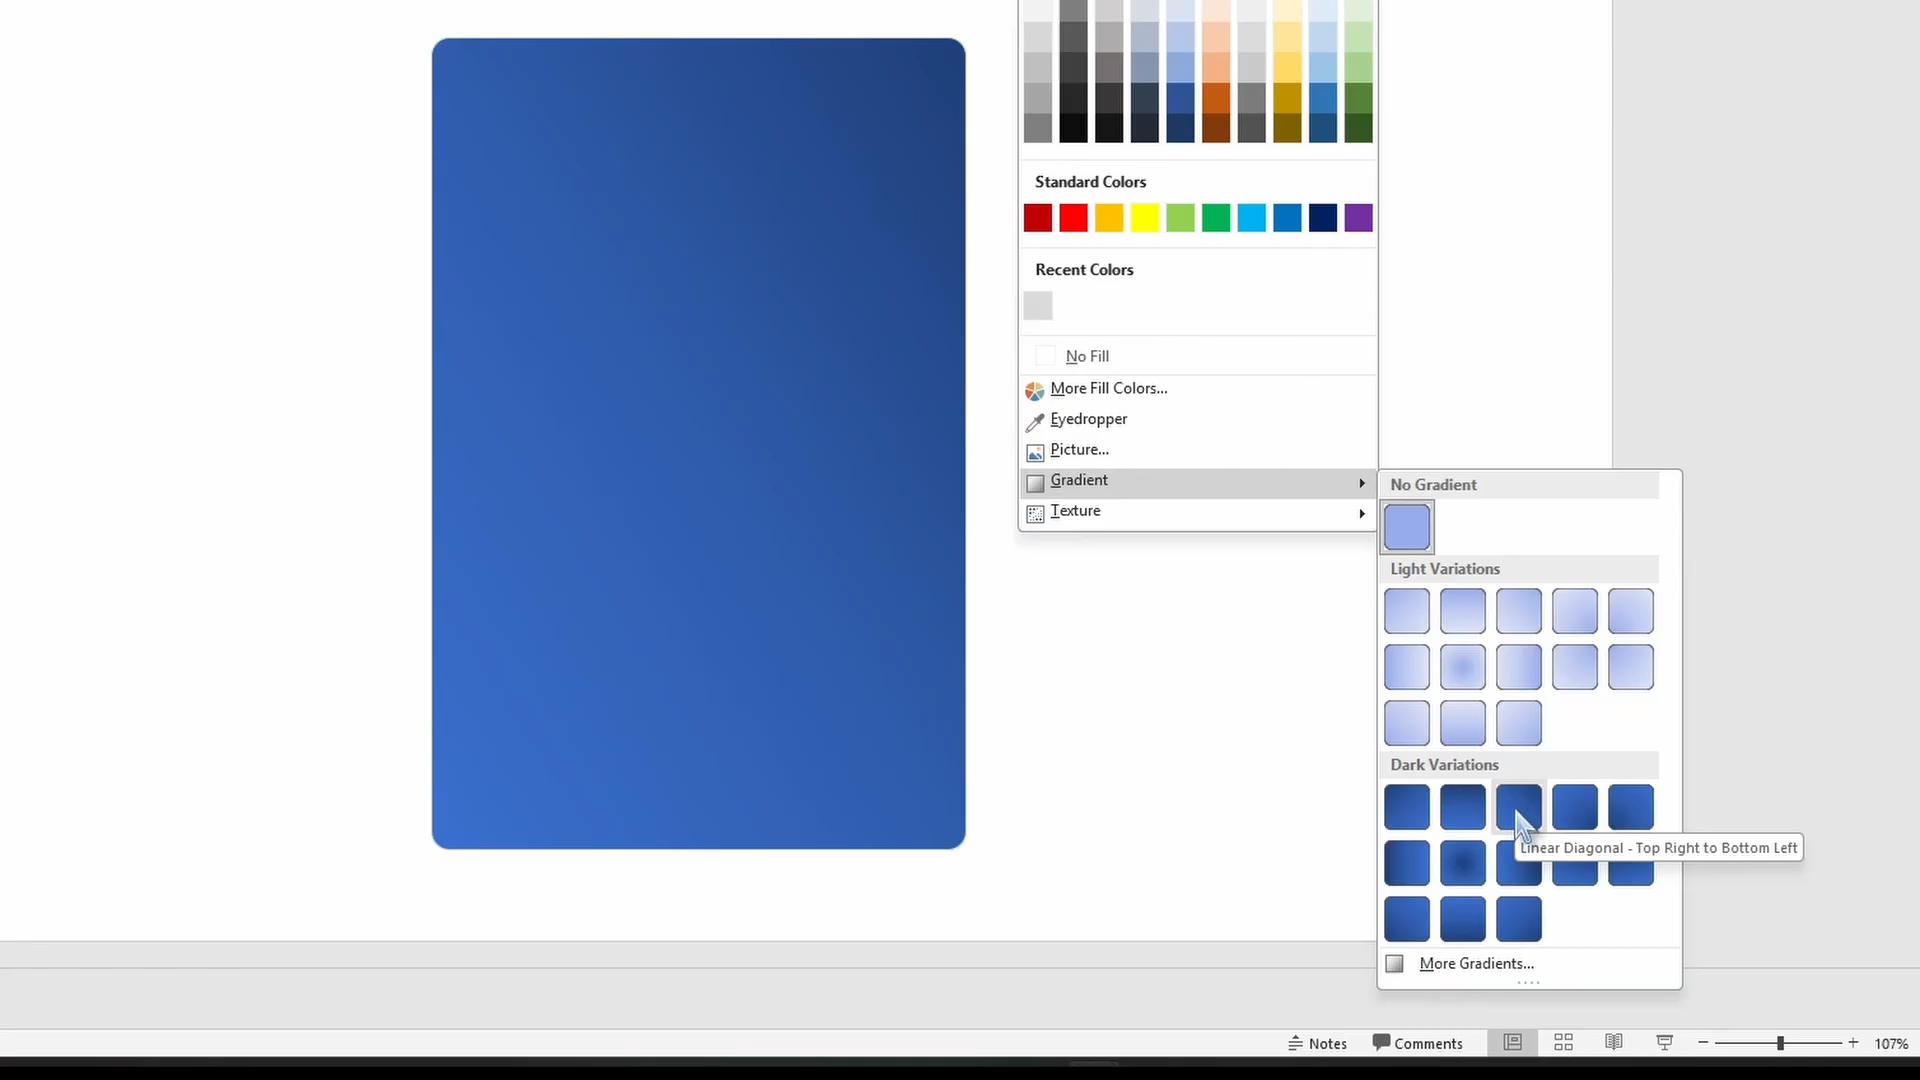 Standard Colors
Recent Colors
No Fill
More Fill Colors...
Eyedropper
Picture...
Gradient
Texture
No Gradient
Light Variations
Dark Variations
Linear Diagonal - Top Right to Bottom Left
More Gradients...
Notes
Comments
107%